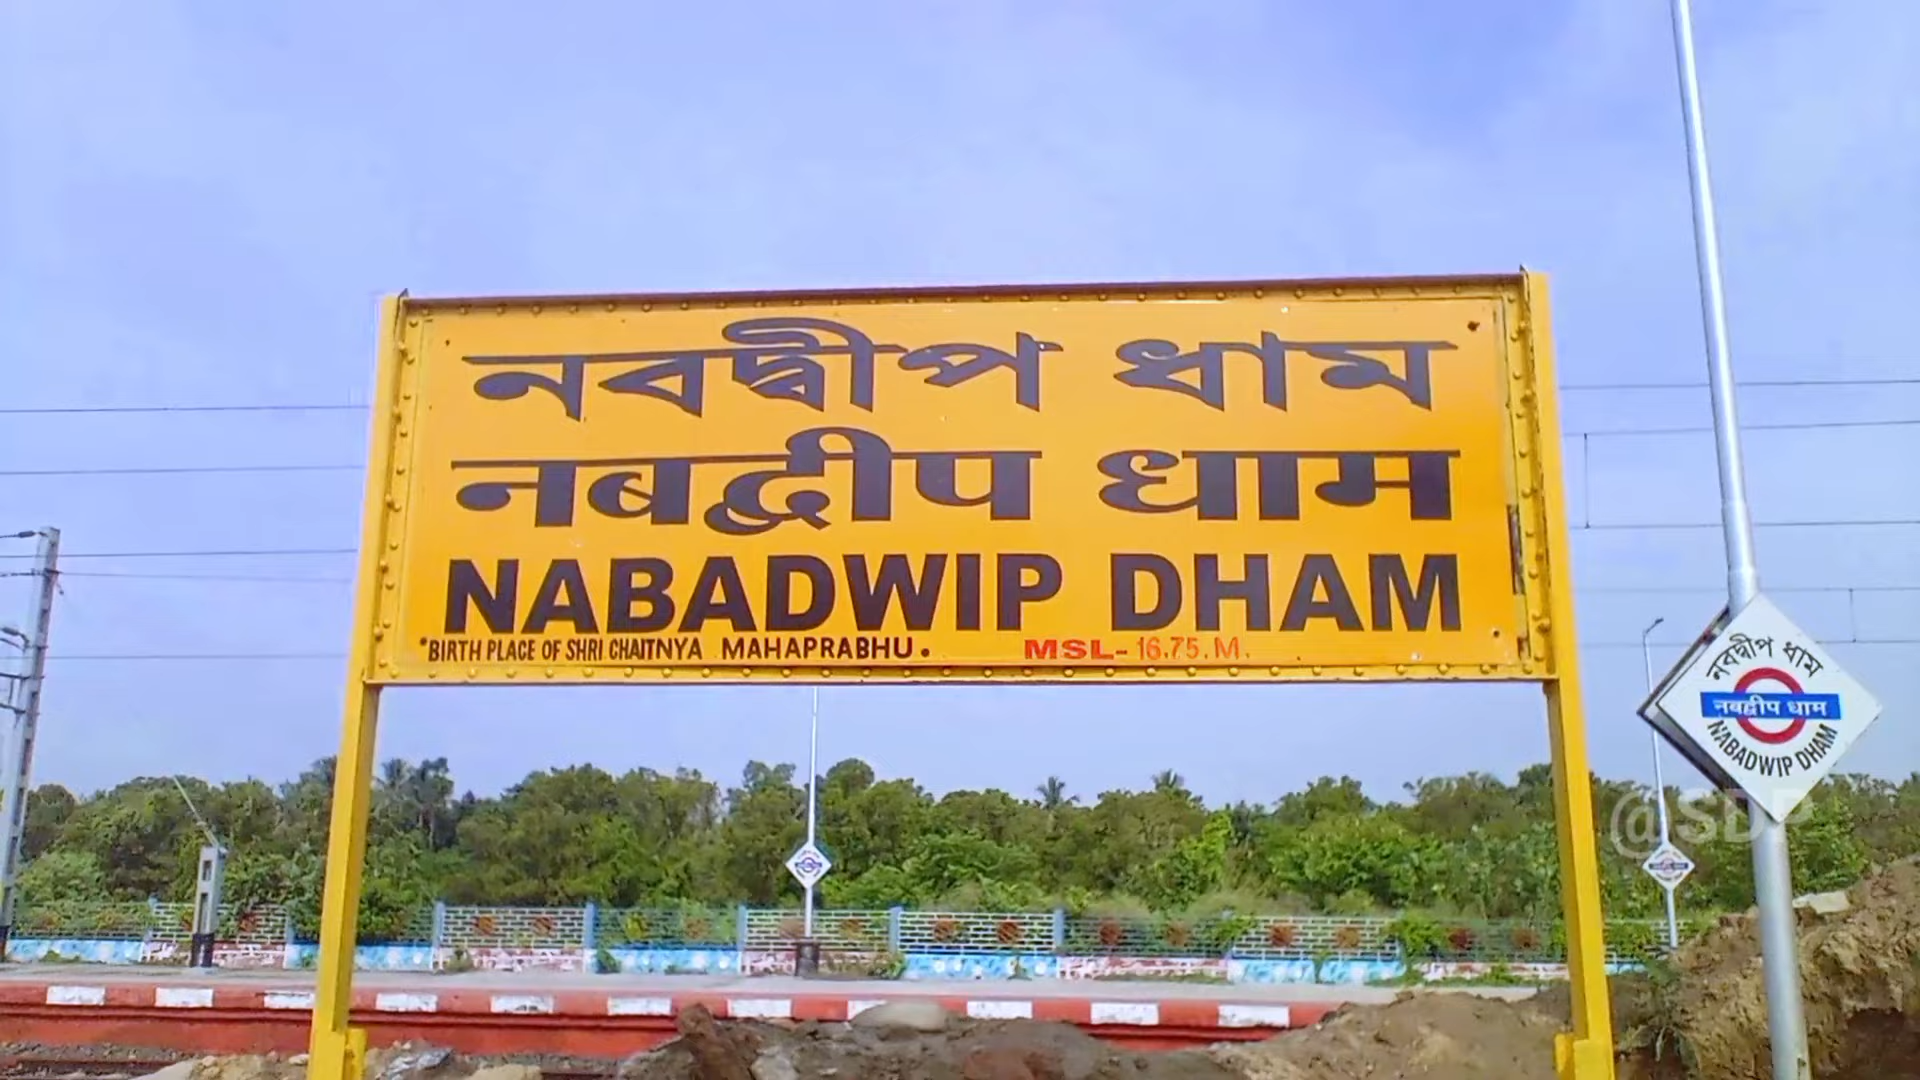 নবদ্বীপ ধাম
नबद्वीप धाम
NABADWIP DHAM
*BIRTH PLACE OF SHRI CHAITNYA MAHAPRABHU.
MSL- 16.75.M.
নবদ্বীপ ধাম
नबद्वीप धाम
NABADWIP DHAM
@SDP